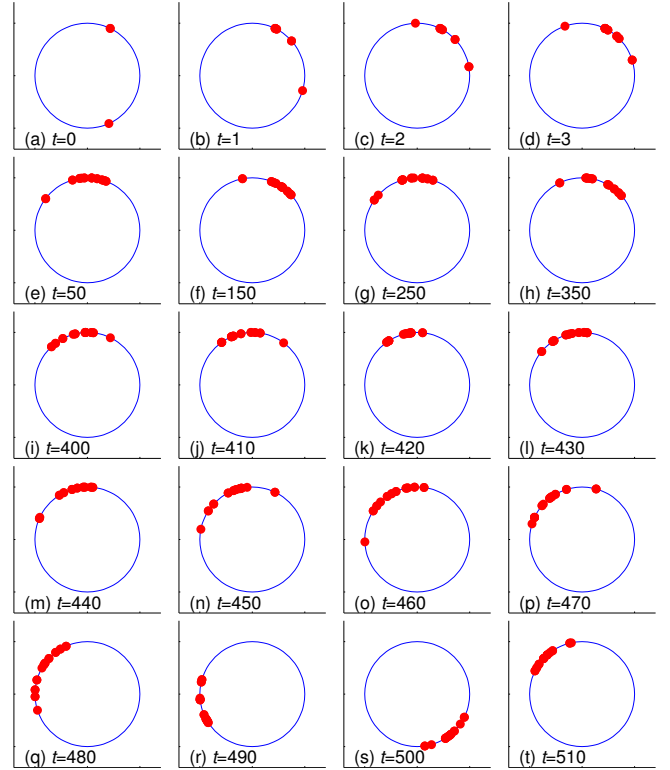 (a) t=0
(b) t=1
(c) t=2
(d) t=3
(e) t=50
(f) t=150
(g) t=250
(h) t=350
(i) t=400
(j) t=410
(k) t=420
(l) t=430
(m) t=440
(n) t=450
(o) t=460
(p) t=470
(q) t=480
(r) t=490
(s) t=500
(t) t=510